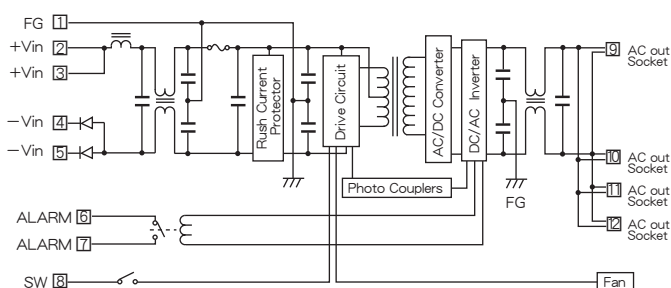 FG 1
+Vin 2
+Vin 3
−Vin 4
−Vin 5
ALARM 6
ALARM 7
SW 8
Rush Current
Protector
Drive Circuit
Photo Couplers
AC/DC Converter
DC/AC Inverter
FG
9 AC out
Socket
10 AC out
Socket
11 AC out
Socket
12 AC out
Socket
Fan